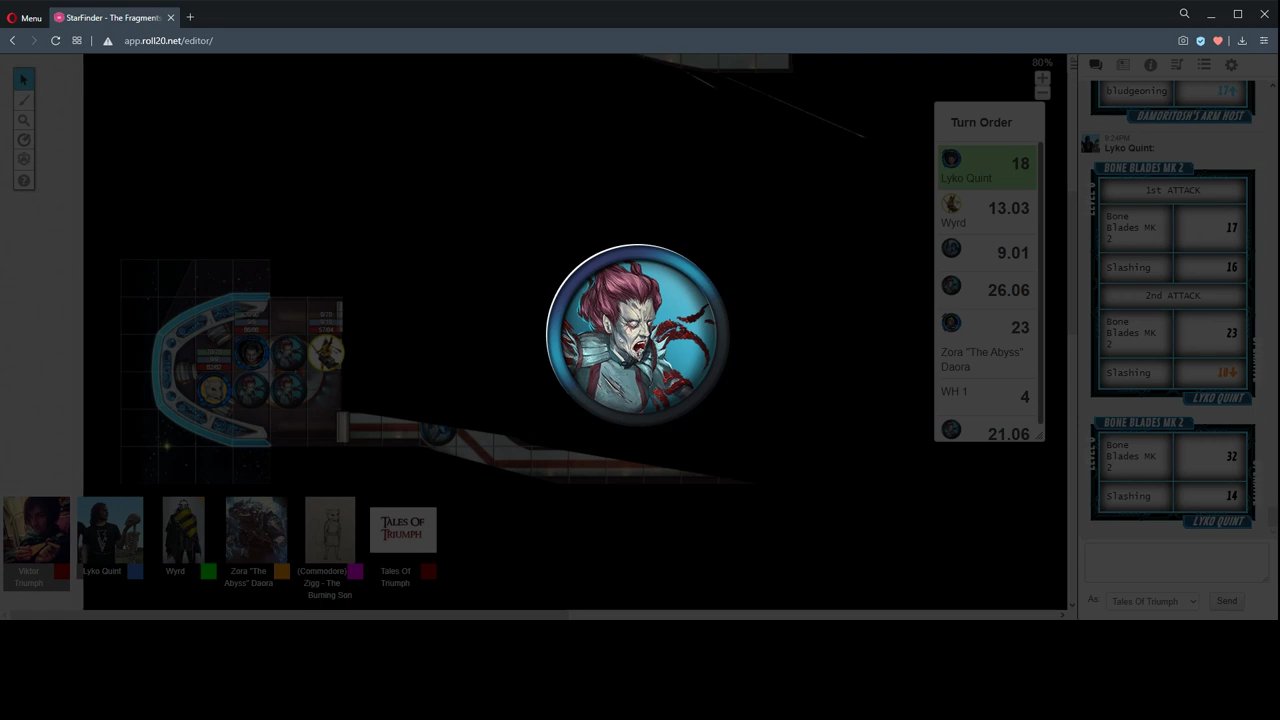 Menu
StarFinder - The Fragments
app.roll20.net/editor/
80%
Turn Order
18
Lyko Quint
13.03
Wyrd
9.01
26.06
23
Zora "The
Abyss"
Daora
WH 1
4
21.06
bludgeoning
17
DAMORITOSH'S ARM HOST
Lyko Quint:
BONE BLADES MK 2
1st ATTACK
Bone
Blades MK
2
17
Slashing
16
2nd ATTACK
Bone
Blades MK
2
23
Slashing
LYKO QUINT
BONE BLADES MK 2
Bone
Blades MK
2
32
Slashing
14
LYKO QUINT
TALES OF
TRIUMPH
Viktor
Triumph
Lyko Quint
Wyrd
Zora "The
Abyss" Daora
(Commodore)
Zigg - The
Burning Son
Tales Of
Triumph
As:
Tales Of Triumph
Send